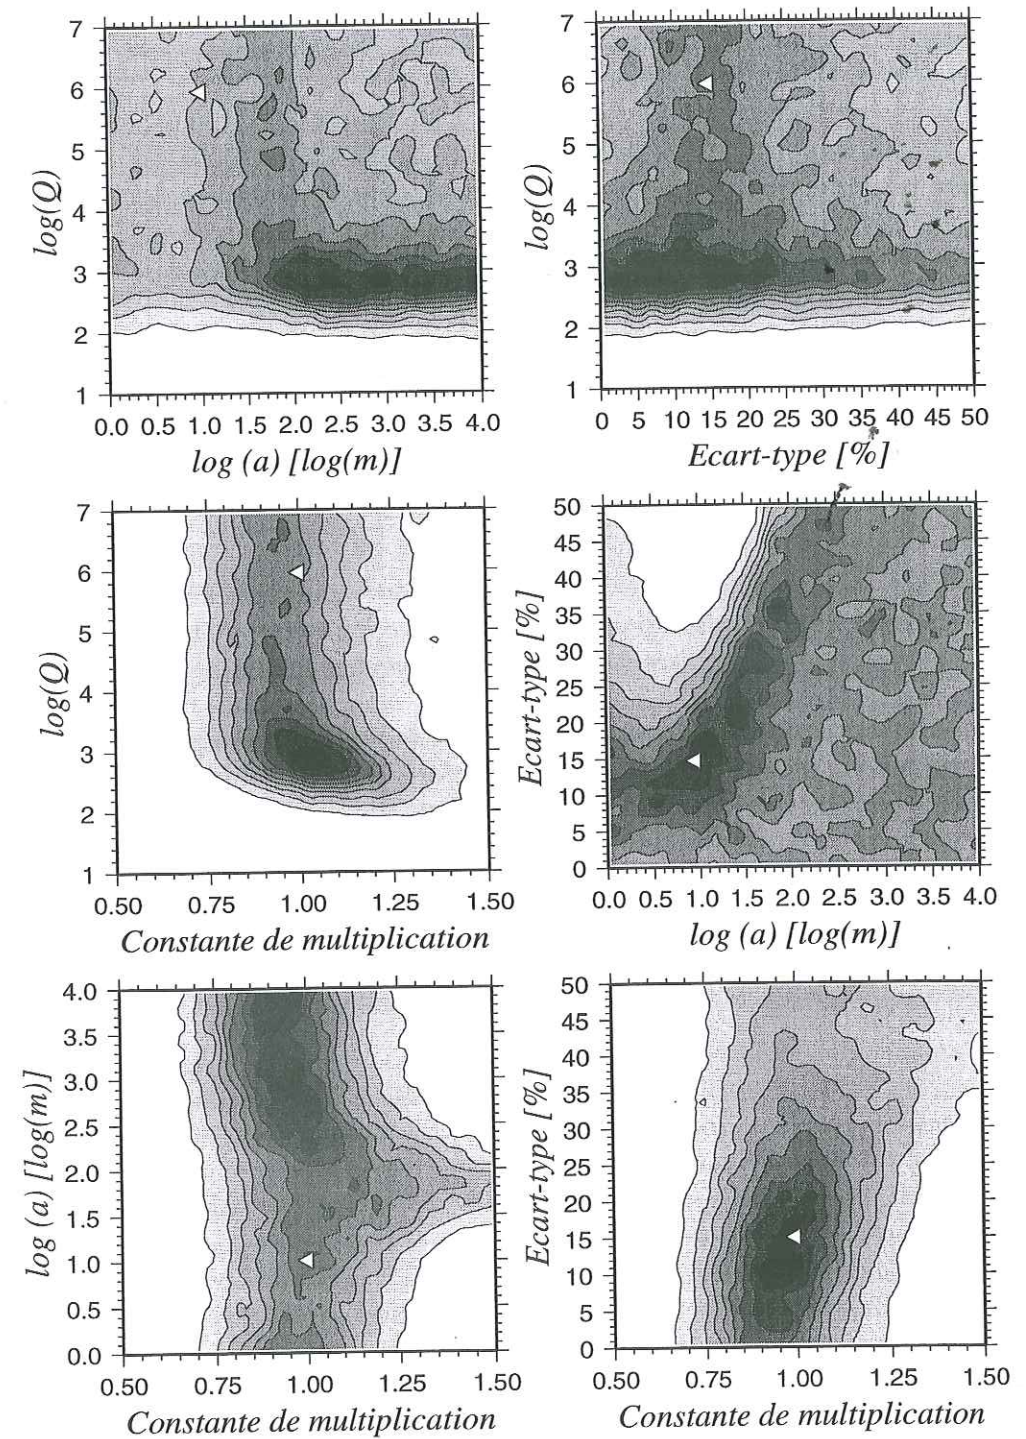 7 6 5 4 3 2 1
log(Q)
0.0 0.5 1.0 1.5 2.0 2.5 3.0 3.5 4.0
log (a) [log(m)]
7 6 5 4 3 2 1
log(Q)
0 5 10 15 20 25 30 35 40 45 50
Ecart-type [%]
7 6 5 4 3 2 1
log(Q)
0.50 0.75 1.00 1.25 1.50
Constante de multiplication
50 45 40 35 30 25 20 15 10 5 0
Ecart-type [%]
0.0 0.5 1.0 1.5 2.0 2.5 3.0 3.5 4.0
log (a) [log(m)]
4.0 3.5 3.0 2.5 2.0 1.5 1.0 0.5 0.0
log (a) [log(m)]
0.50 0.75 1.00 1.25 1.50
Constante de multiplication
50 45 40 35 30 25 20 15 10 5 0
Ecart-type [%]
0.50 0.75 1.00 1.25 1.50
Constante de multiplication